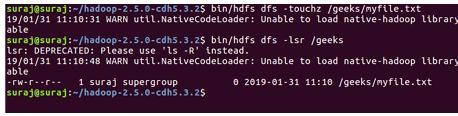 suraj@suraj:~/hadoop-2.5.0-cdh5.3.2$ bin/hdfs dfs -touchz /geeks/myfile.txt
19/01/31 11:10:31 WARN util.NativeCodeLoader: Unable to load native-hadoop library
able
suraj@suraj:~/hadoop-2.5.0-cdh5.3.2$ bin/hdfs dfs -lsr /geeks
lsr: DEPRECATED: Please use 'ls -R' instead.
19/01/31 11:10:48 WARN util.NativeCodeLoader: Unable to load native-hadoop library
able
-rw-r--r-- 1 suraj supergroup 0 2019-01-31 11:10 /geeks/myfile.txt
suraj@suraj:~/hadoop-2.5.0-cdh5.3.2$